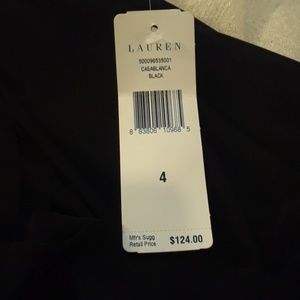 LAUREN
500096535001
CASABLANCA
BLACK
8 83806 10966 5
4
Mfr's Sugg
Retail Price $124.00